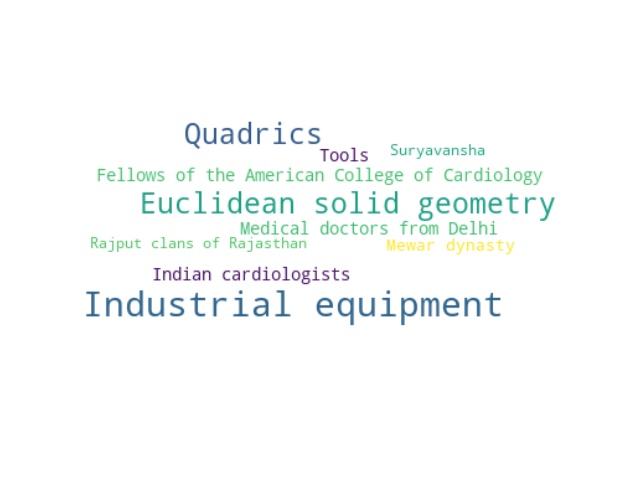 Quadrics
Tools
Suryavansha
Fellows of the American College of Cardiology
Euclidean solid geometry
Medical doctors from Delhi
Rajput clans of Rajasthan
Mewar dynasty
Indian cardiologists
Industrial equipment